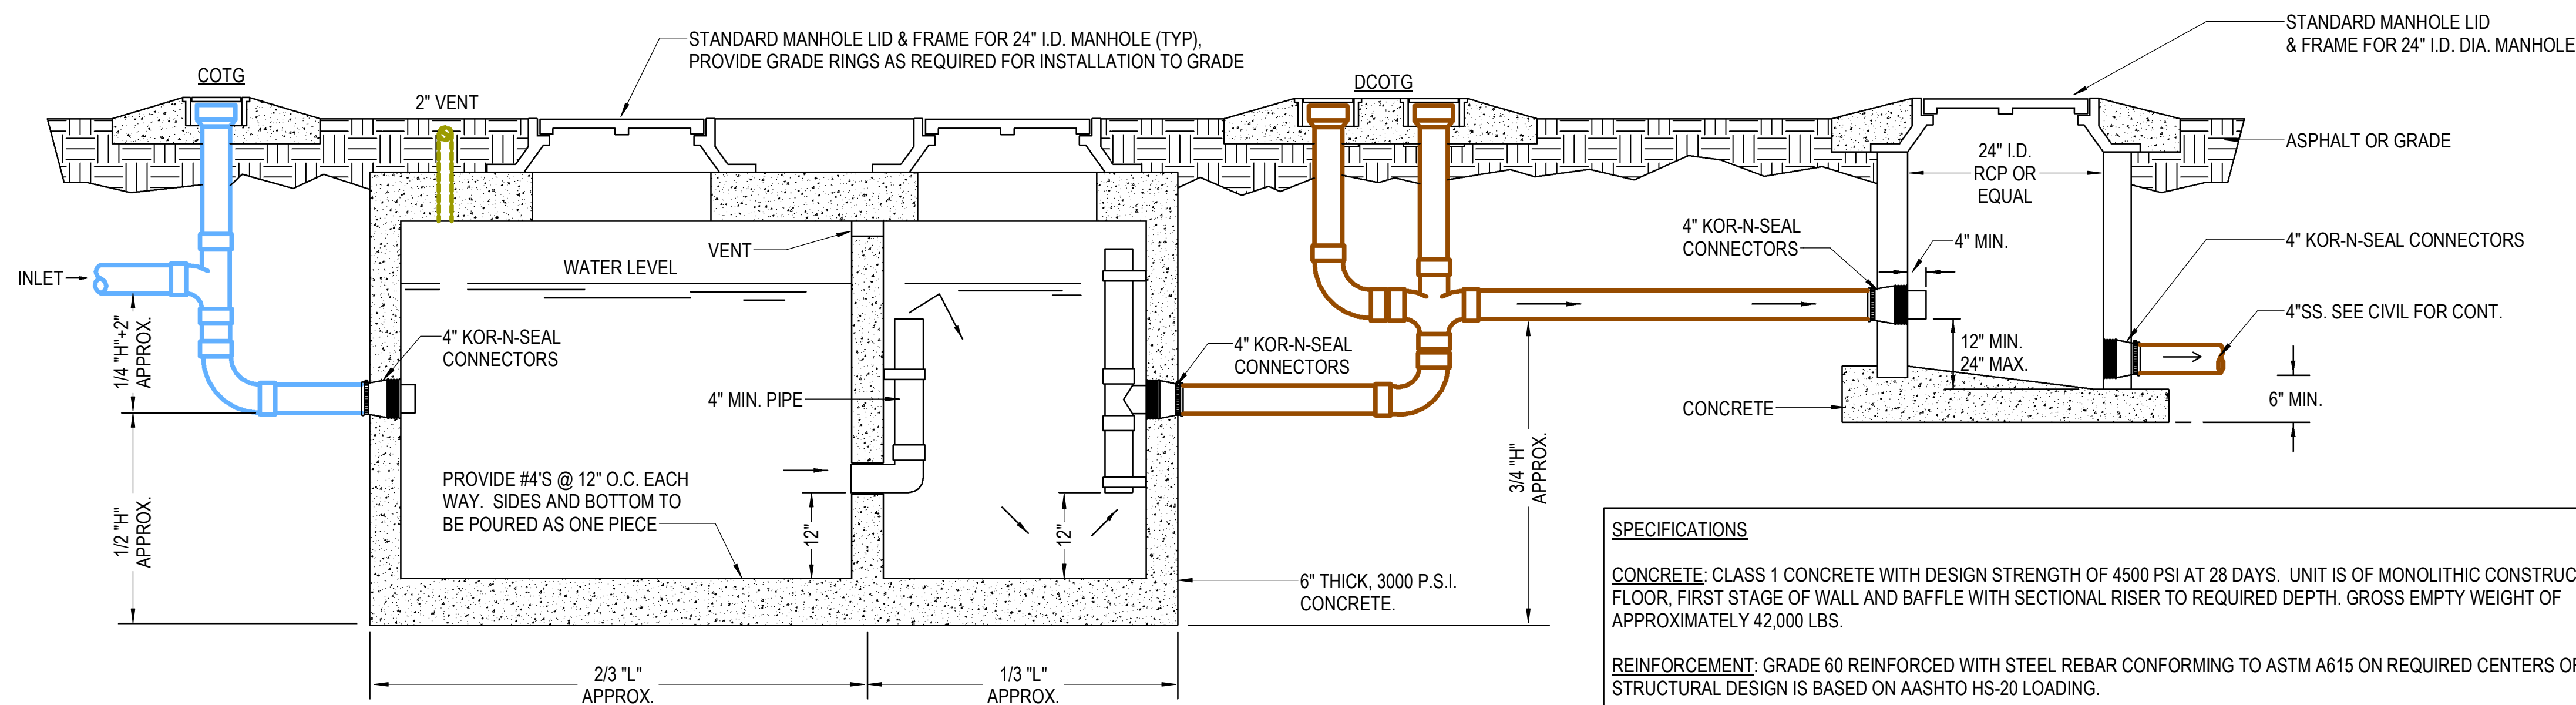 STANDARD MANHOLE LID
& FRAME FOR 24" I.D. DIA. MANHOLE
STANDARD MANHOLE LID & FRAME FOR 24" I.D. MANHOLE (TYP),
PROVIDE GRADE RINGS AS REQUIRED FOR INSTALLATION TO GRADE
COTG
DCOTG
2" VENT
ASPHALT OR GRADE
24" I.D.
RCP OR
EQUAL
4" KOR-N-SEAL
CONNECTORS
4" MIN.
4" KOR-N-SEAL CONNECTORS
VENT
WATER LEVEL
INLET
4"SS. SEE CIVIL FOR CONT.
1/4 "H"+2"
APPROX.
4" KOR-N-SEAL
CONNECTORS
4" KOR-N-SEAL
CONNECTORS
12" MIN.
24" MAX.
4" MIN. PIPE
CONCRETE
6" MIN.
3/4 "H"
APPROX.
1/2 "H"
APPROX.
PROVIDE #4'S @ 12" O.C. EACH
WAY. SIDES AND BOTTOM TO
BE POURED AS ONE PIECE
12"
12"
6" THICK, 3000 P.S.I.
CONCRETE.
2/3 "L"
APPROX.
1/3 "L"
APPROX.
SPECIFICATIONS
CONCRETE: CLASS 1 CONCRETE WITH DESIGN STRENGTH OF 4500 PSI AT 28 DAYS. UNIT IS OF MONOLITHIC CONSTRUC
FLOOR, FIRST STAGE OF WALL AND BAFFLE WITH SECTIONAL RISER TO REQUIRED DEPTH. GROSS EMPTY WEIGHT OF
APPROXIMATELY 42,000 LBS.
REINFORCEMENT: GRADE 60 REINFORCED WITH STEEL REBAR CONFORMING TO ASTM A615 ON REQUIRED CENTERS OR
STRUCTURAL DESIGN IS BASED ON AASHTO HS-20 LOADING.